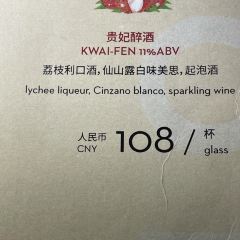 贵妃醉酒
KWAI-FEN 11%ABV
荔枝利口酒，仙山露白味美思，起泡酒
lychee liqueur, Cinzano blanco, sparkling wine
人民币 108/杯
CNY glass